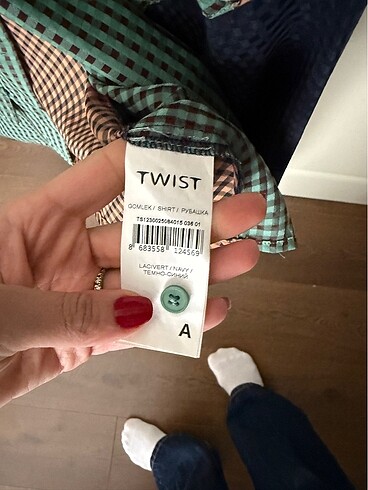 TWIST
GOMLEK / SHIRT / РУБАШКА
TS1230025084015 036 01
8 683558 124569
LACIVERT / NAVY /
ТЕМНО-СИНИЙ
A